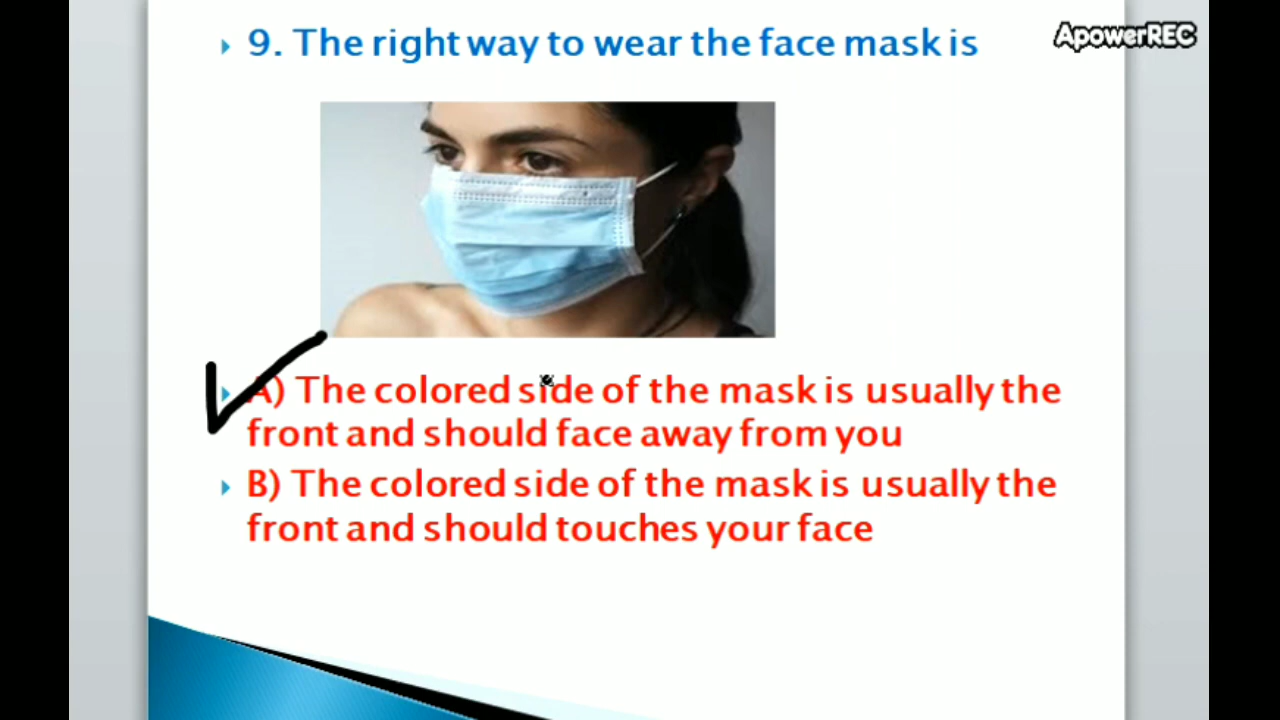 9. The right way to wear the face mask is
ApowerREC
A) The colored side of the mask is usually the
front and should face away from you
B) The colored side of the mask is usually the
front and should touches your face